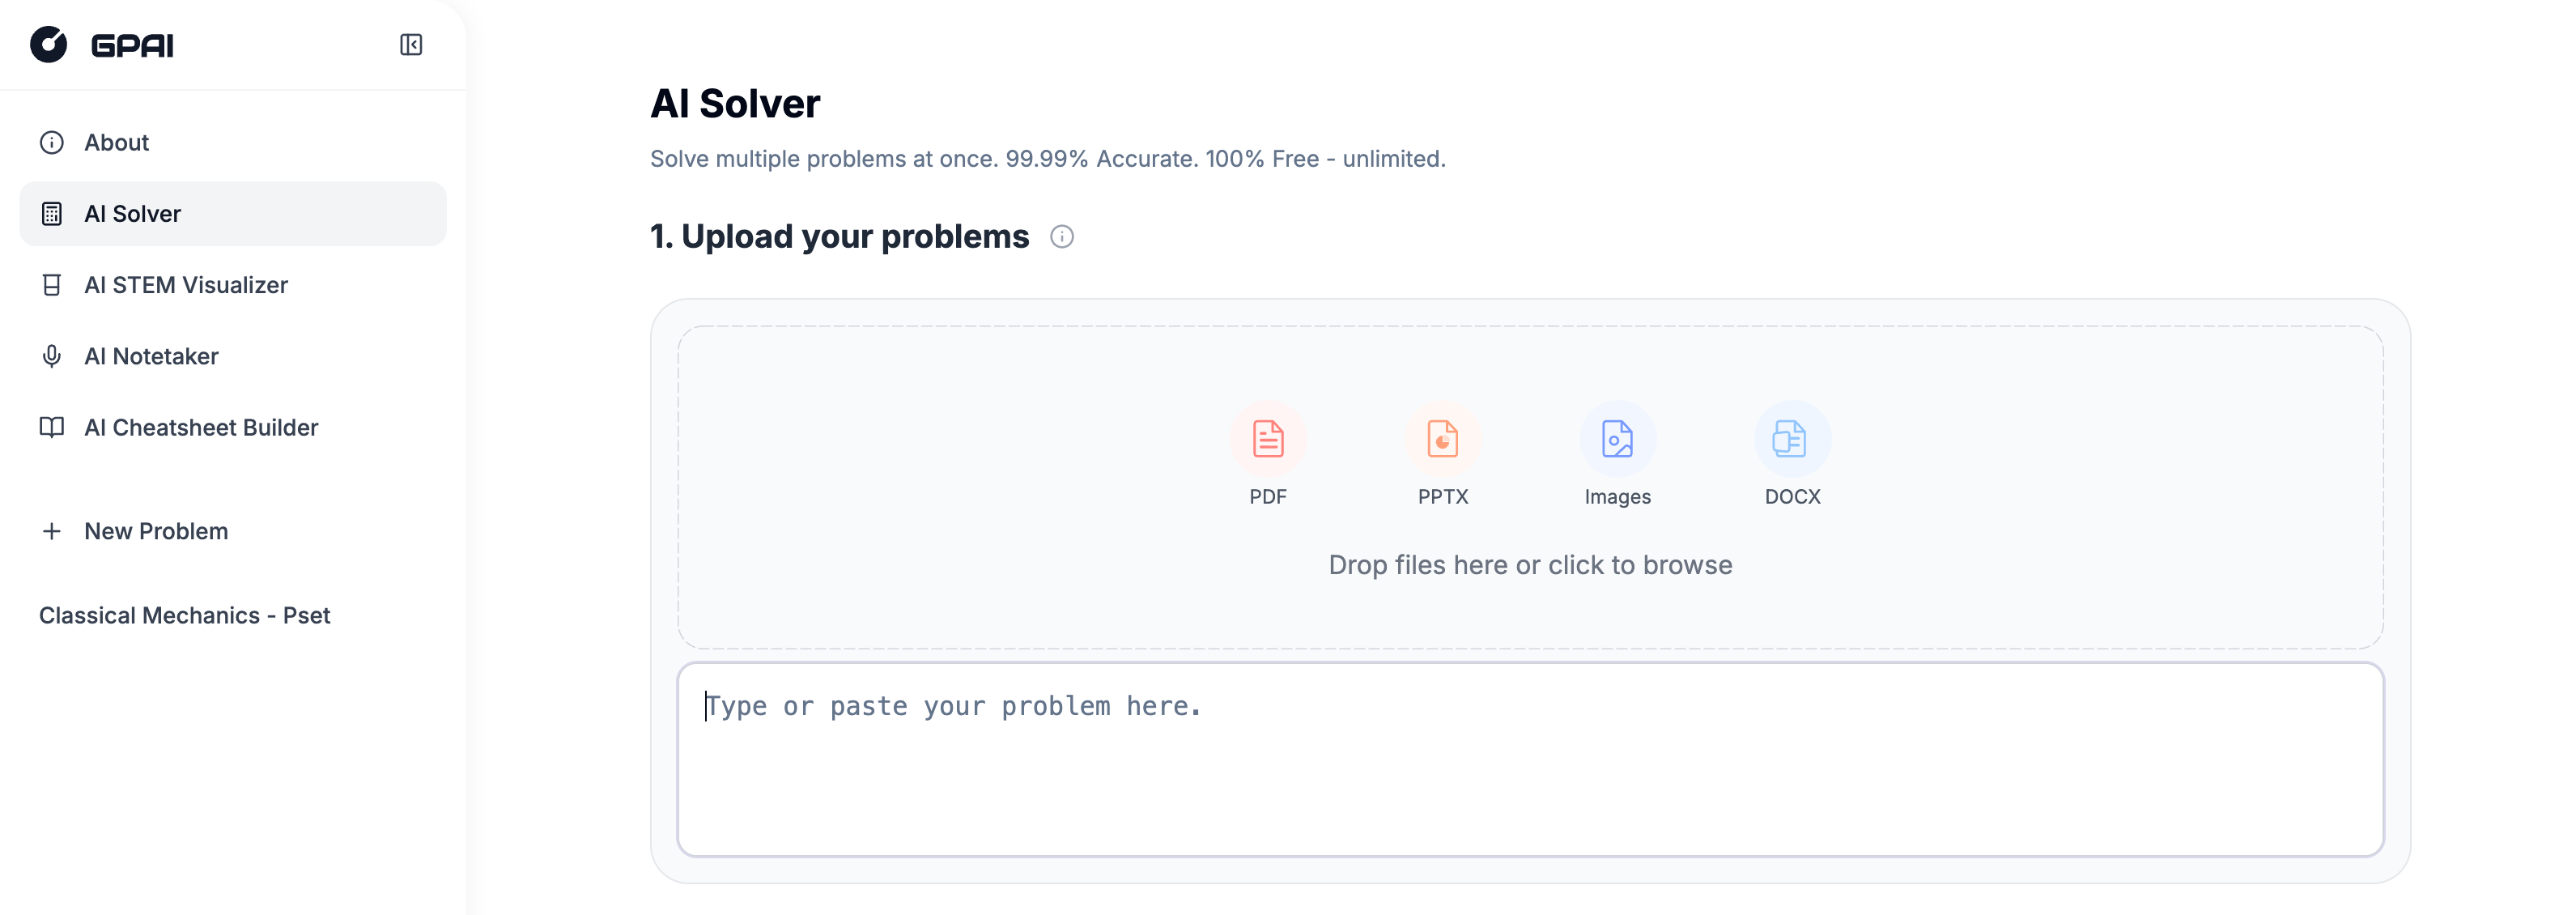 GPAI
About
AI Solver
AI STEM Visualizer
AI Notetaker
AI Cheatsheet Builder
New Problem
Classical Mechanics - Pset
AI Solver
Solve multiple problems at once. 99.99% Accurate. 100% Free - unlimited.
1. Upload your problems
PDF
PPTX
Images
DOCX
Drop files here or click to browse
Type or paste your problem here.